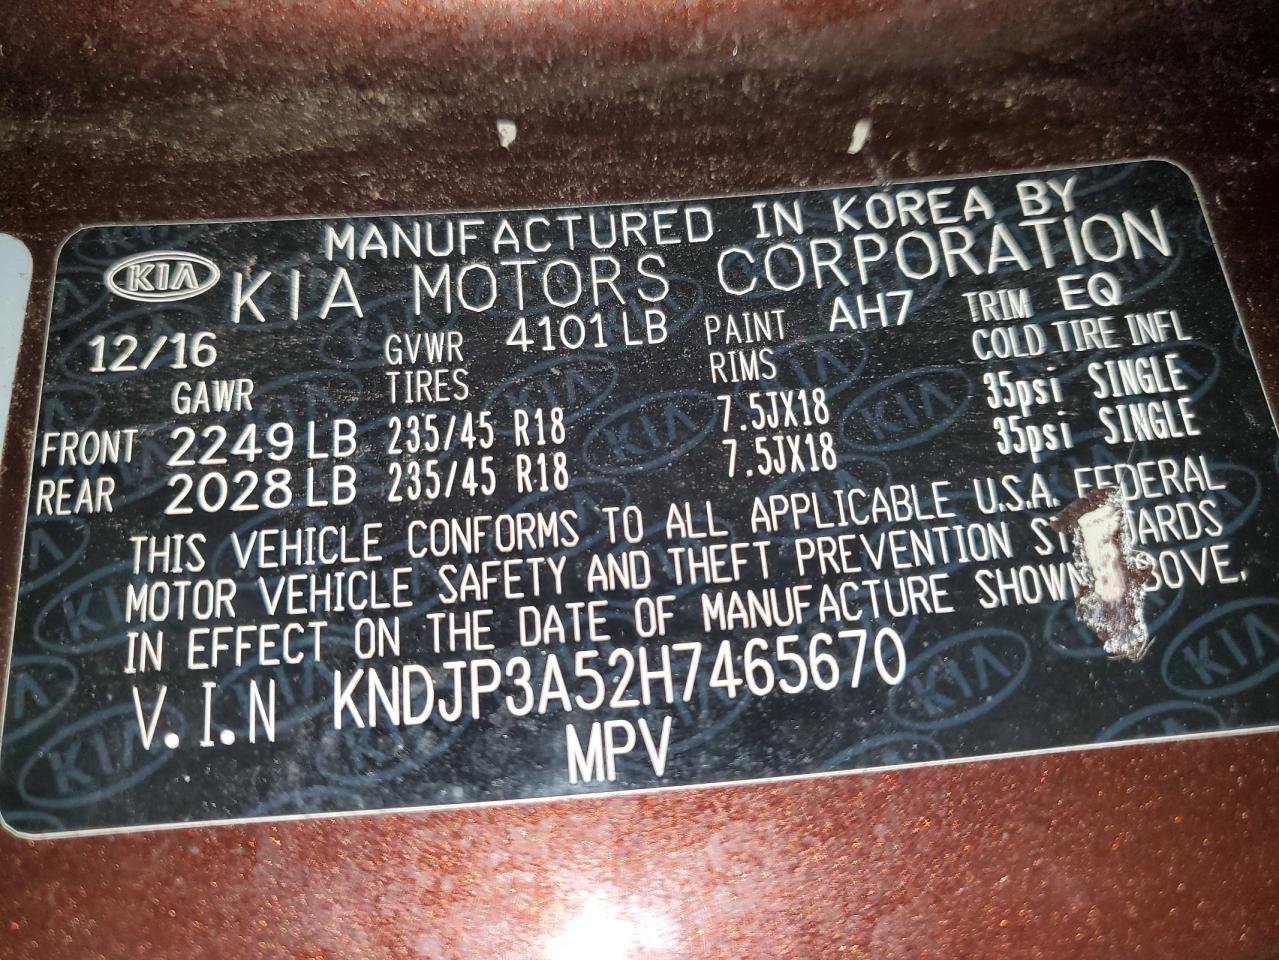 MANUFACTURED IN KOREA BY
KIA KIA MOTORS CORPORATION
12/16 GVWR 4101 LB PAINT AH7 TRIM EQ
GAWR TIRES RIMS COLD TIRE INFL
FRONT 2249 LB 235/45 R18 7.5JX18 35psi SINGLE
REAR 2028 LB 235/45 R18 7.5JX18 35psi SINGLE
THIS VEHICLE CONFORMS TO ALL APPLICABLE U.S.A. FEDERAL
MOTOR VEHICLE SAFETY AND THEFT PREVENTION
IN EFFECT ON THE DATE OF MANUFACTURE SHOWN
V.I.N KNDJP3A52H7465670
MPV